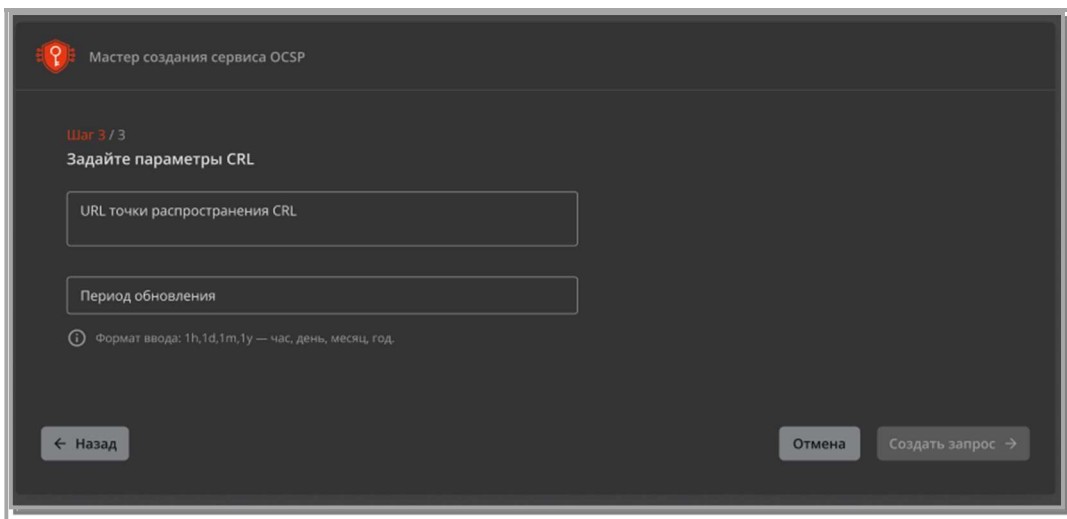 Мастер создания сервиса OCSP
Шаг 3 / 3
Задайте параметры CRL
URL точки распространения CRL
Период обновления
Формат ввода: 1h,1d,1m,1y — час, день, месяц, год.
← Назад
Отмена
Создать запрос →